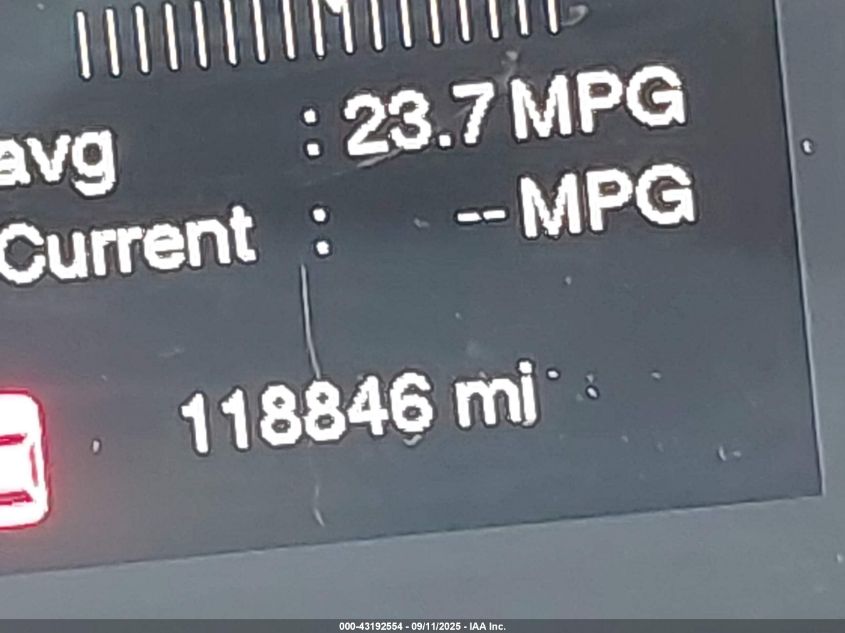 avg : 23.7 MPG
Current : -- MPG
118846 mi
000-43192554 - 09/11/2025 - IAA Inc.